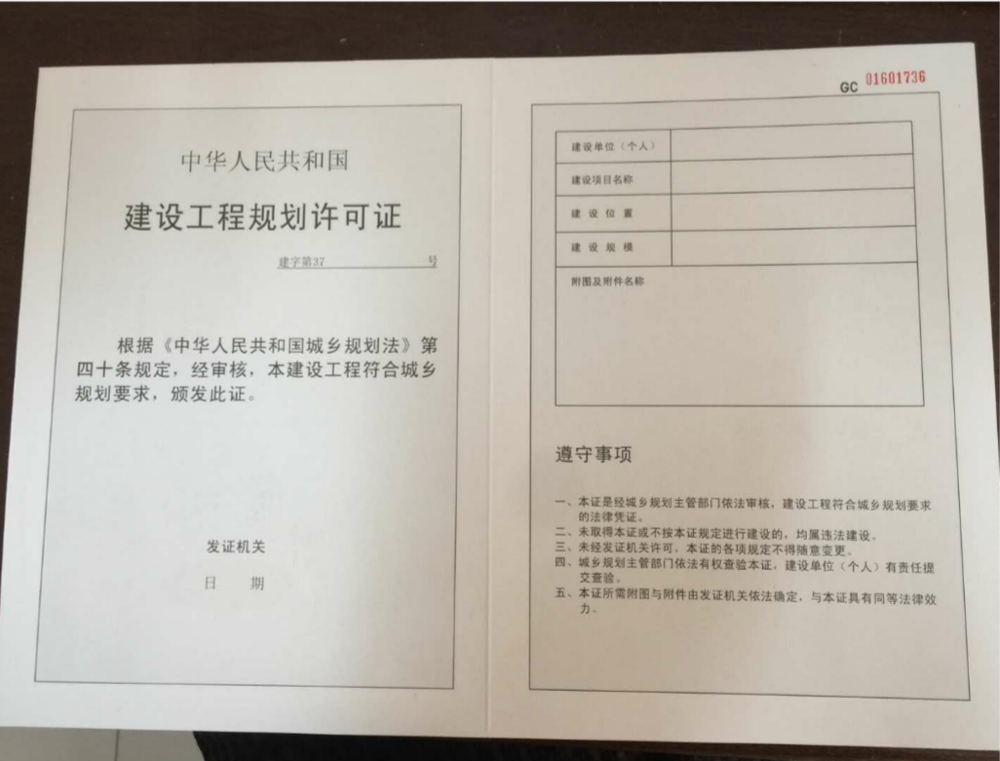 中华人民共和国
建设工程规划许可证
建字第37 号
根据《中华人民共和国城乡规划法》第
四十条规定，经审核，本建设工程符合城乡
规划要求，颁发此证。
发证机关
日 期
GC 01601736
建设单位（个人）
建设项目名称
建设位置
建设规模
附图及附件名称
遵守事项
一、本证是经城乡规划主管部门依法审核，建设工程符合城乡规划要求
的法律凭证。
二、未取得本证或不按本证规定进行建设的，均属违法建设。
三、未经发证机关许可，本证的各项规定不得随意变更。
四、城乡规划主管部门依法有权查验本证，建设单位（个人）有责任提
交查验。
五、本证所需附图与附件由发证机关依法确定，与本证具有同等法律效
力。